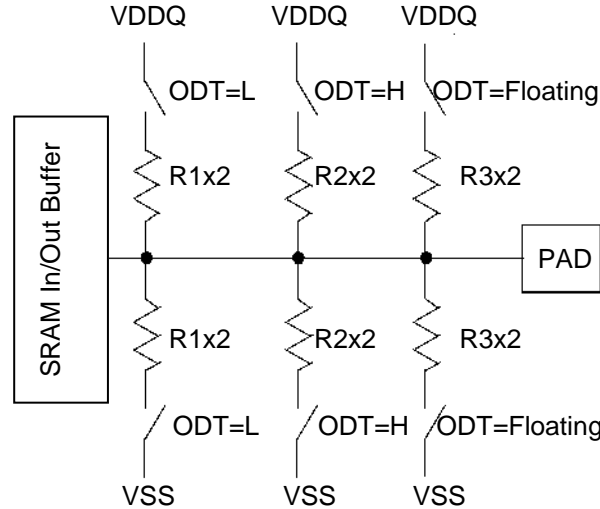 VDDQ VDDQ VDDQ
ODT=L ODT=H ODT=Floating
R1x2 R2x2 R3x2
SRAM In/Out Buffer
PAD
R1x2 R2x2 R3x2
ODT=L ODT=H ODT=Floating
VSS VSS VSS